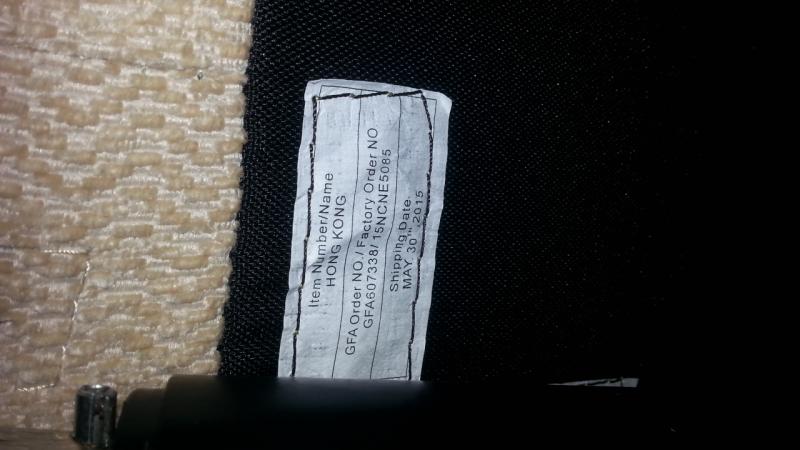 Item Number/Name
HONG KONG
GFA Order NO./ Factory Order NO
GFA607338/ 15NCNE5085
Shipping Date.
MAY. 30TH, 2015